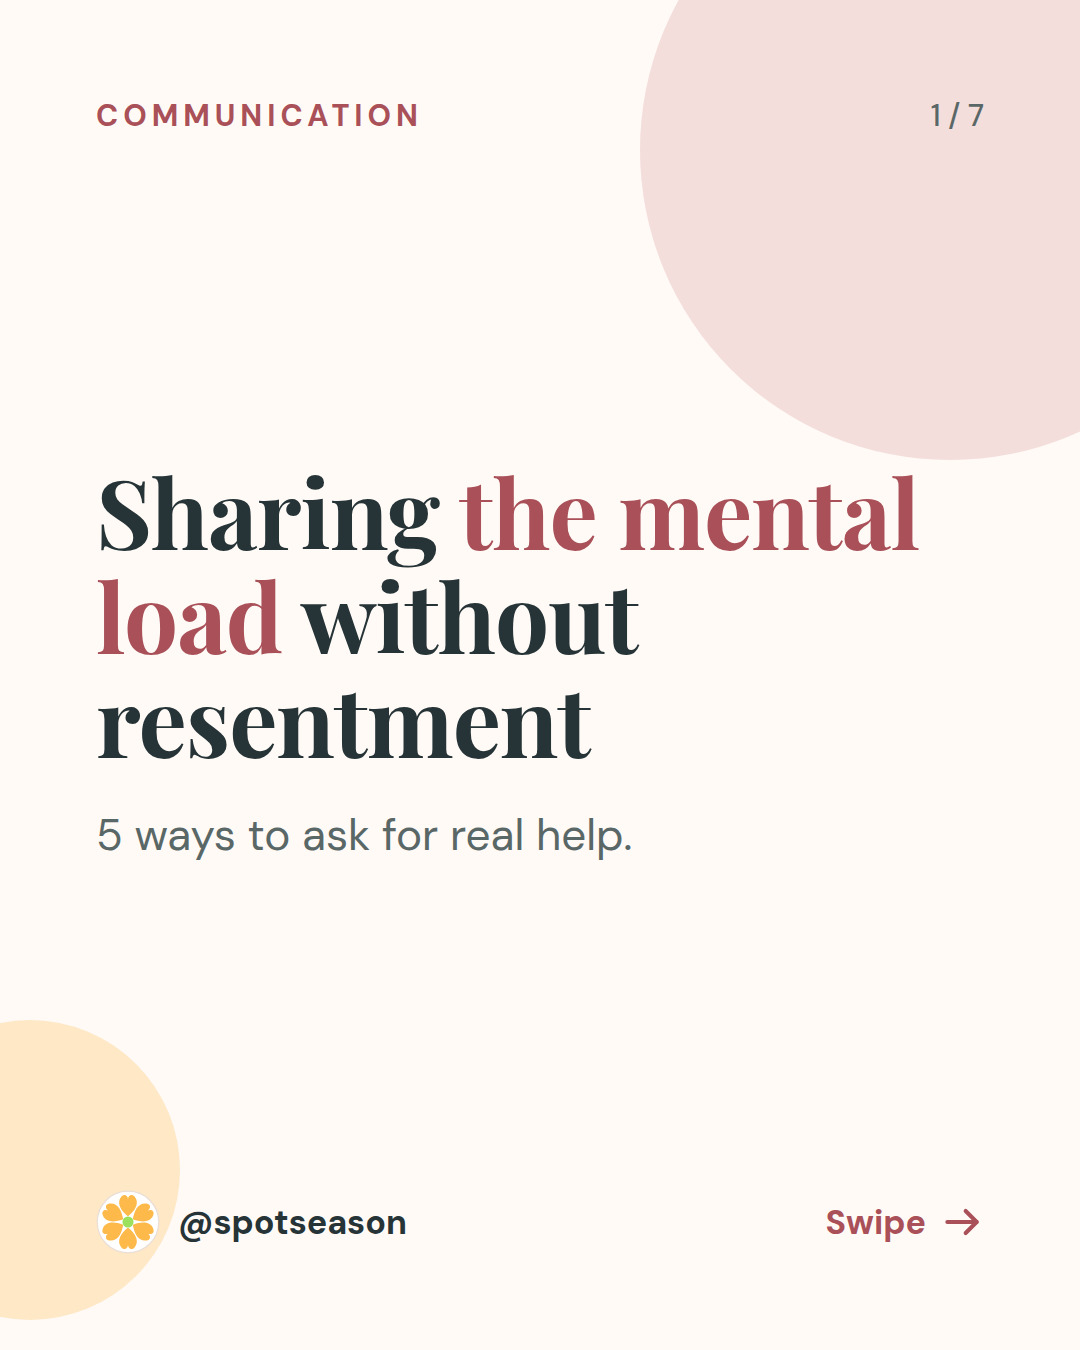 COMMUNICATION
1 / 7
Sharing the mental
load without
resentment
5 ways to ask for real help.
@spotseason
Swipe →